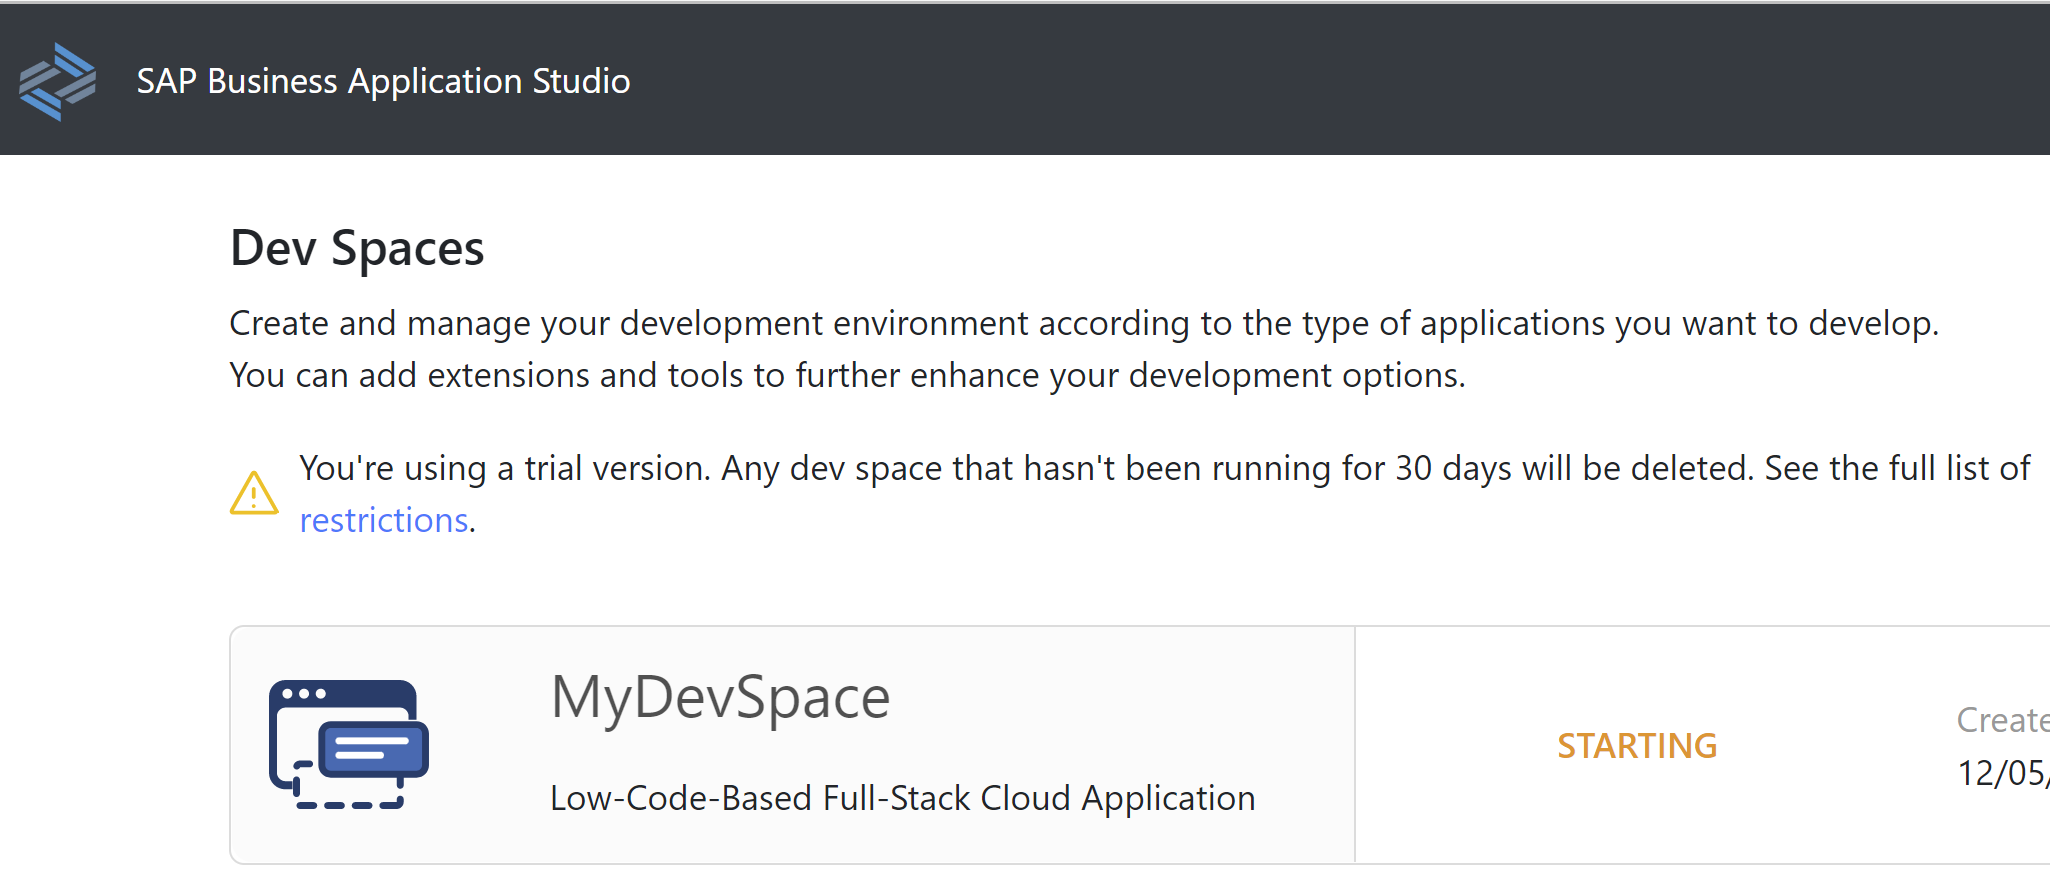 SAP Business Application Studio
Dev Spaces
Create and manage your development environment according to the type of applications you want to develop.
You can add extensions and tools to further enhance your development options.
You're using a trial version. Any dev space that hasn't been running for 30 days will be deleted. See the full list of
restrictions.
MyDevSpace
Low-Code-Based Full-Stack Cloud Application
STARTING
Create
12/05/